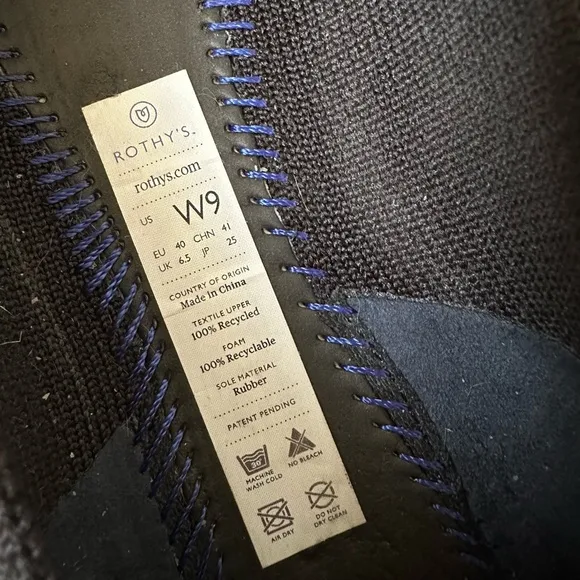 ROTHY'S.
rothys.com
US W9
EU 40 CHN 41
UK 6.5 JP 25
COUNTRY OF ORIGIN
Made in China
TEXTILE UPPER
100% Recycled
FOAM
100% Recyclable
SOLE MATERIAL
Rubber
PATENT PENDING
30°
MACHINE
WASH COLD
NO BLEACH
AIR DRY
DO NOT
DRY CLEAN